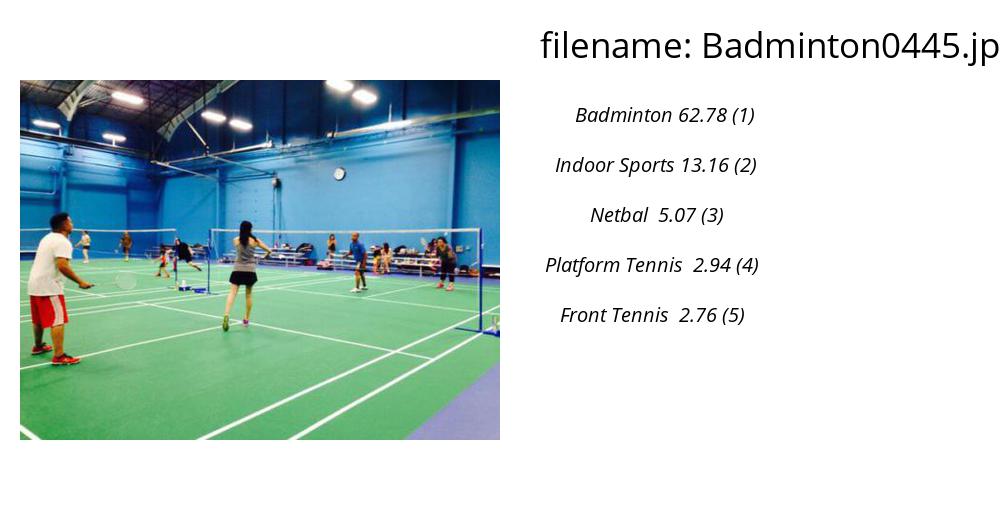 filename: Badminton0445.jp
Badminton 62.78 (1)
Indoor Sports 13.16 (2)
Netbal 5.07 (3)
Platform Tennis 2.94 (4)
Front Tennis 2.76 (5)